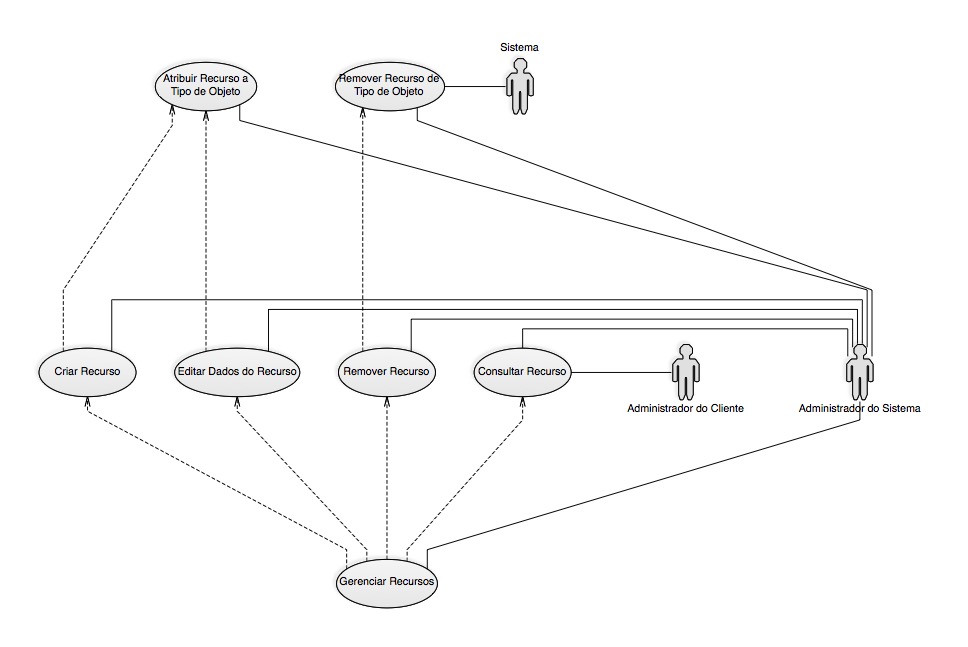 Sistema
Atribuir Recurso a
Tipo de Objeto
Remover Recurso de
Tipo de Objeto
Criar Recurso
Editar Dados do Recurso
Remover Recurso
Consultar Recurso
Administrador do Cliente
Administrador do Sistema
Gerenciar Recursos